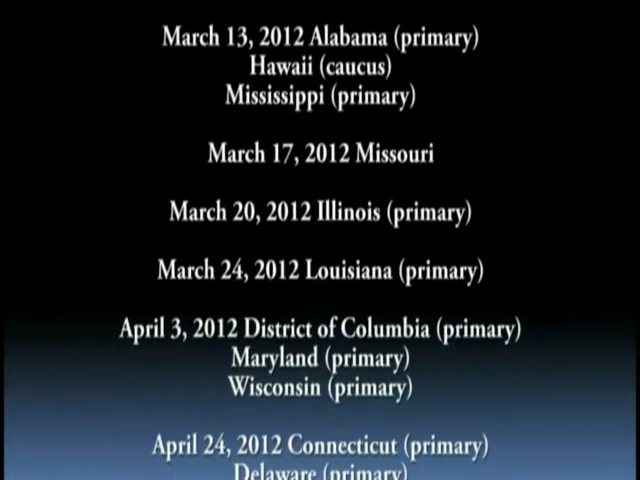 March 13, 2012 Alabama (primary)
Hawaii (caucus)
Mississippi (primary)
March 17, 2012 Missouri
March 20, 2012 Illinois (primary)
March 24, 2012 Louisiana (primary)
April 3, 2012 District of Columbia (primary)
Maryland (primary)
Wisconsin (primary)
April 24, 2012 Connecticut (primary)
Delaware (primary)